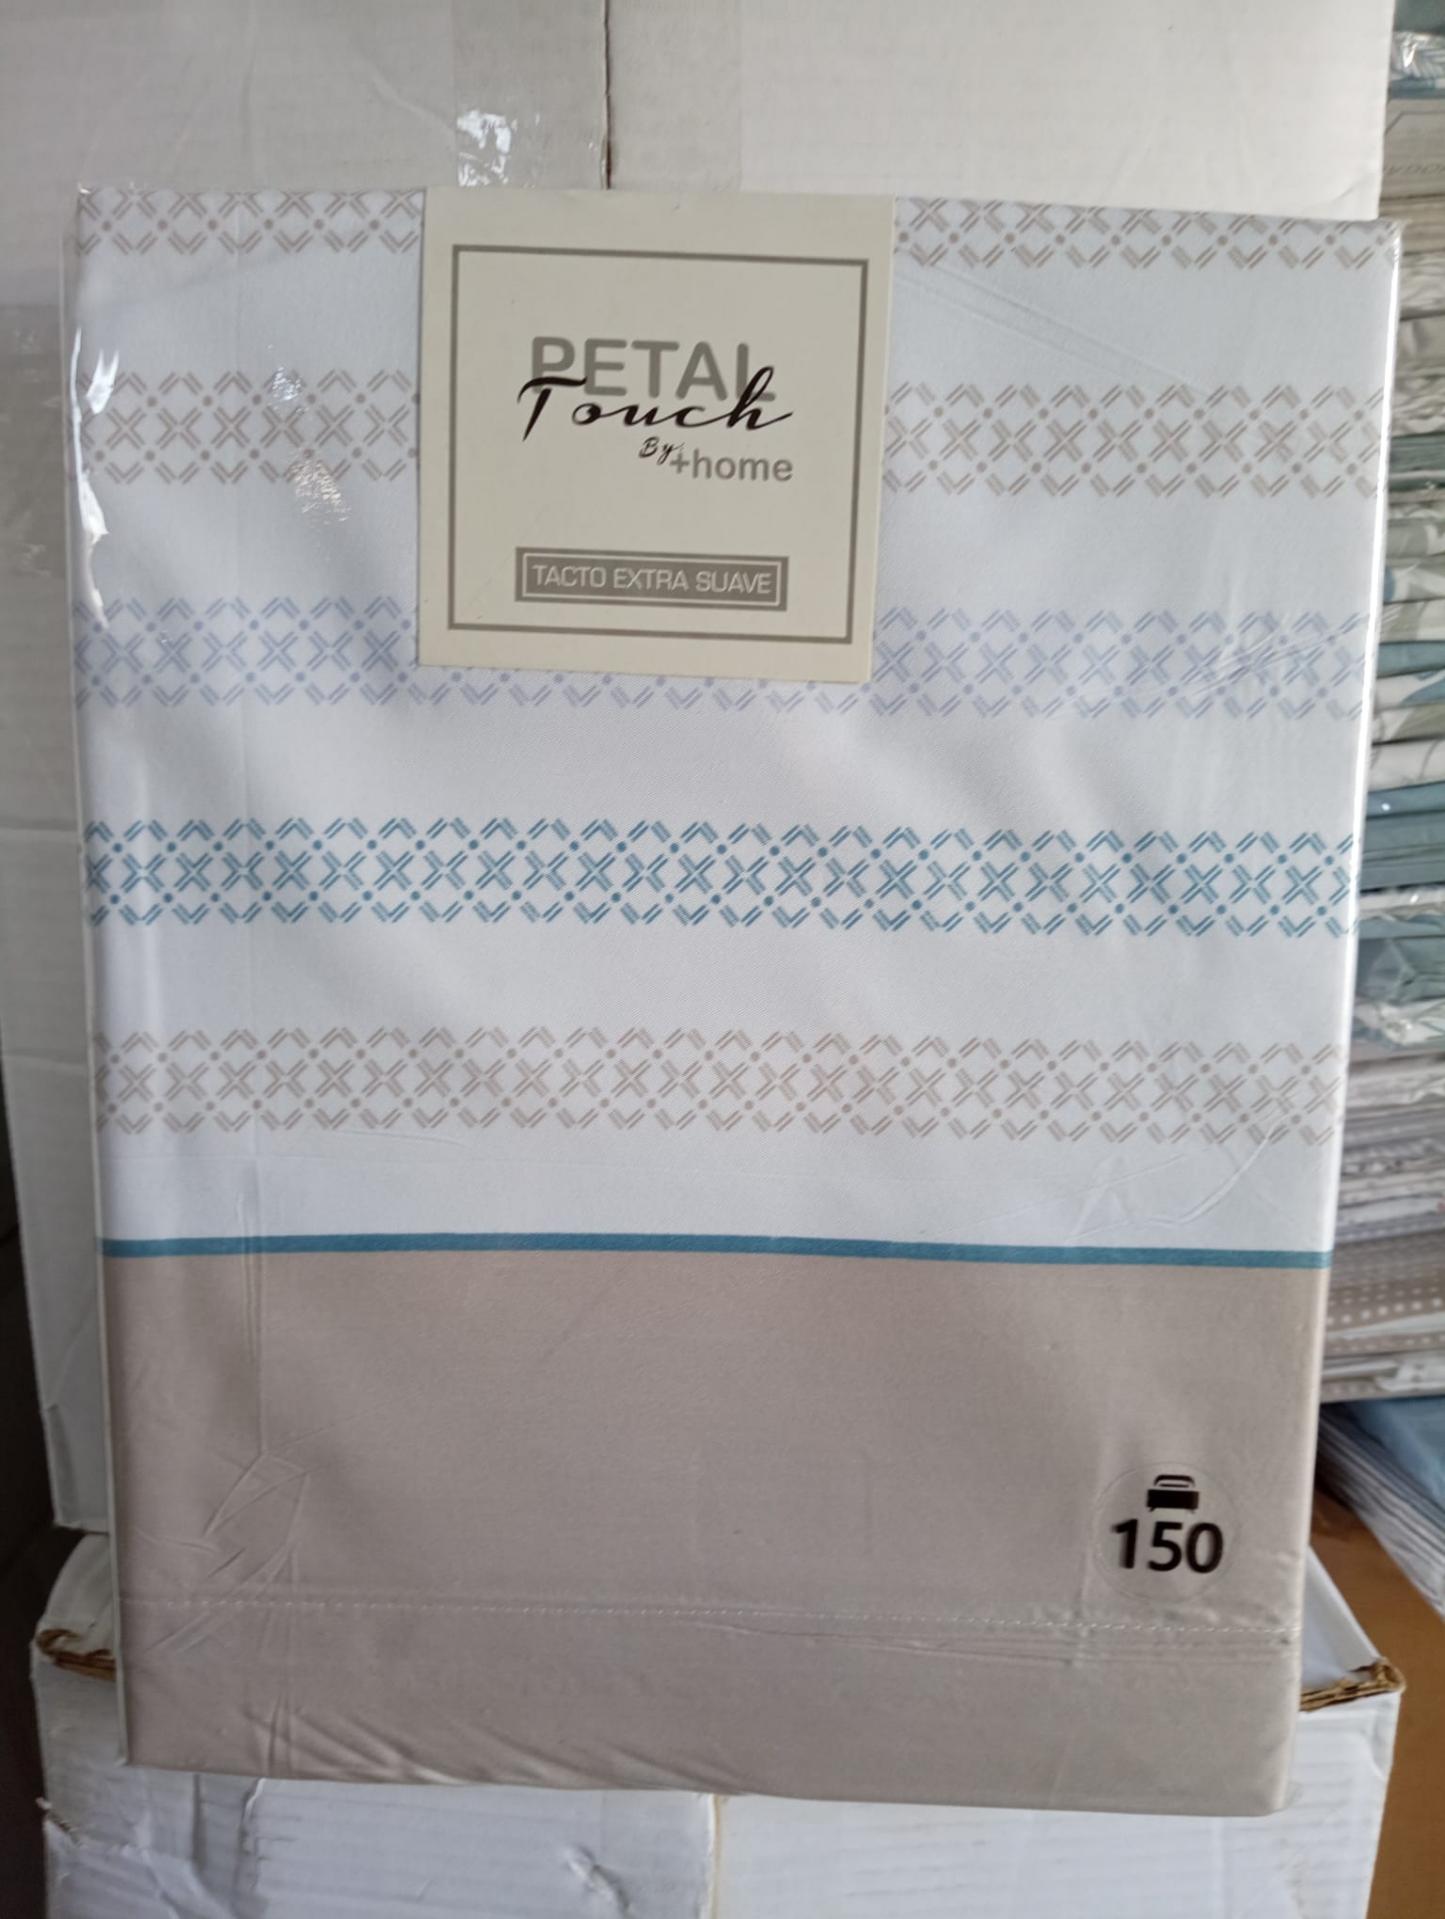 PETAL
Touch
By +home
TACTO EXTRA SUAVE
150